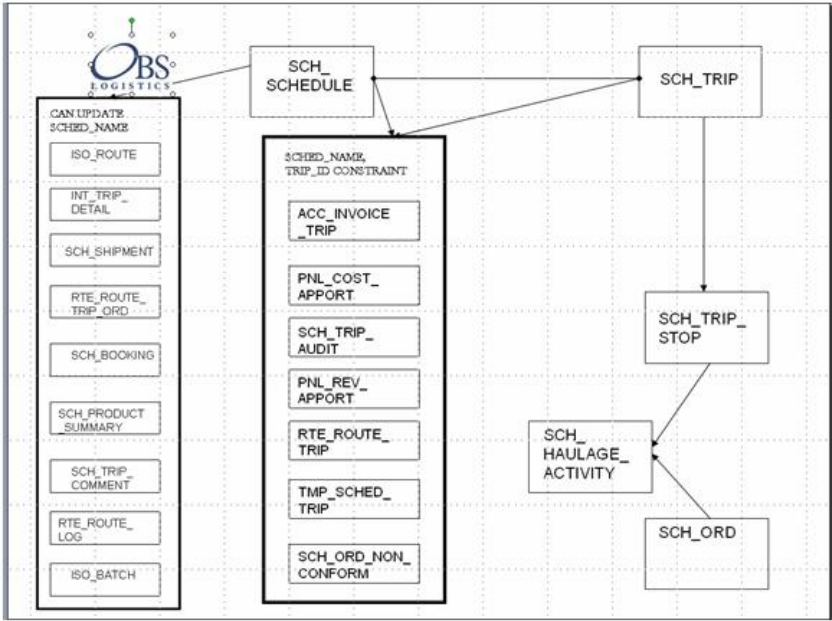 OBS
LOGISTICS
SCH_
SCHEDULE
SCH_TRIP
CAN UPDATE
SCHED_NAME
ISO_ROUTE
INT_TRIP_
DETAIL
SCH_SHIPMENT
RTE_ROUTE_
TRIP_ORD
SCH_BOOKING
SCH_PRODUCT
_SUMMARY
SCH_TRIP_
COMMENT
RTE_ROUTE_
LOG
ISO_BATCH
SCHED_NAME,
TRIP_ID CONSTRAINT
ACC_INVOICE
_TRIP
PNL_COST_
APPORT
SCH_TRIP_
AUDIT
PNL_REV_
APPORT
RTE_ROUTE_
TRIP
TMP_SCHED_
TRIP
SCH_ORD_NON_
CONFORM
SCH_TRIP_
STOP
SCH_
HAULAGE_
ACTIVITY
SCH_ORD